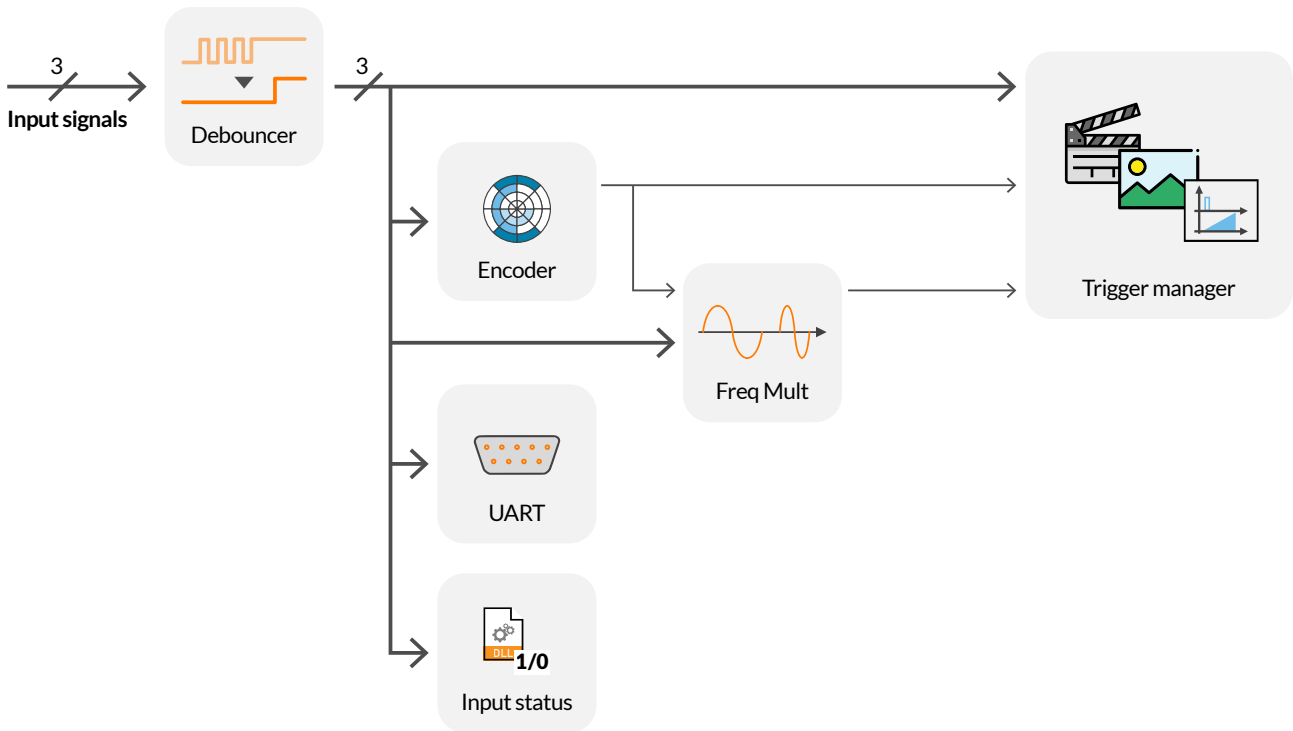 3
3
Input signals
Debouncer
Encoder
Trigger manager
Freq Mult
UART
DLL
1/0
Input status